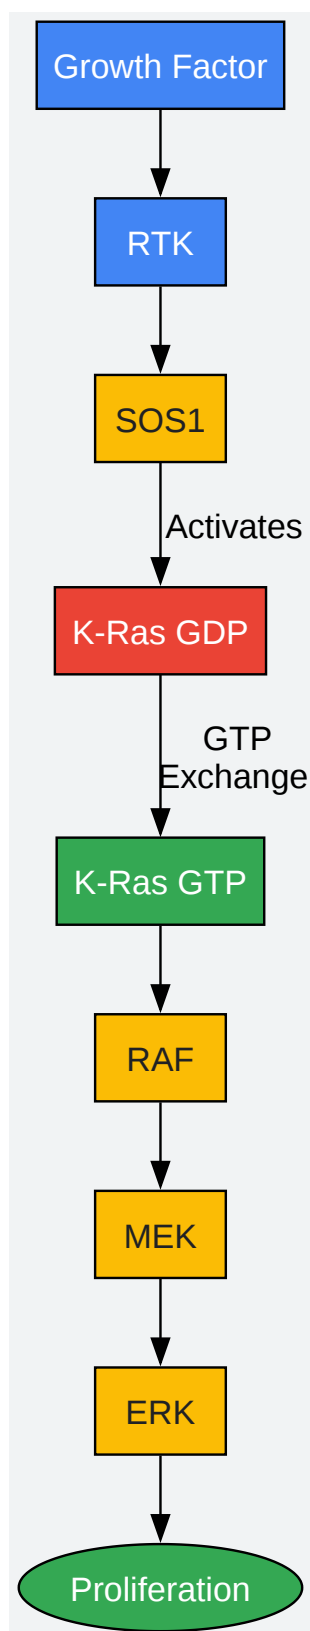 Growth Factor
RTK
SOS1
Activates
K-Ras GDP
GTP
Exchange
K-Ras GTP
RAF
MEK
ERK
Proliferation